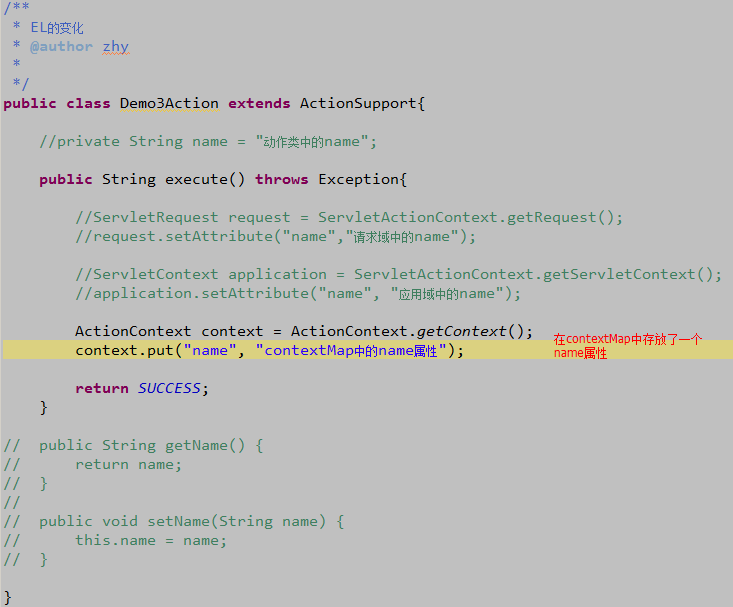 /**
 * EL的变化
 * @author zhy
 *
 */
public class Demo3Action extends ActionSupport{
//private String name = "动作类中的name";
public String execute() throws Exception{
//ServletRequest request = ServletActionContext.getRequest();
//request.setAttribute("name","请求域中的name");
//ServletContext application = ServletActionContext.getServletContext();
//application.setAttribute("name", "应用域中的name");
ActionContext context = ActionContext.getContext();
context.put("name", "contextMap中的name属性");
在contextMap中存放了一个
name属性
return SUCCESS;
}
//  public String getName() {
//      return name;
//  }
//
//  public void setName(String name) {
//      this.name = name;
//  }
}